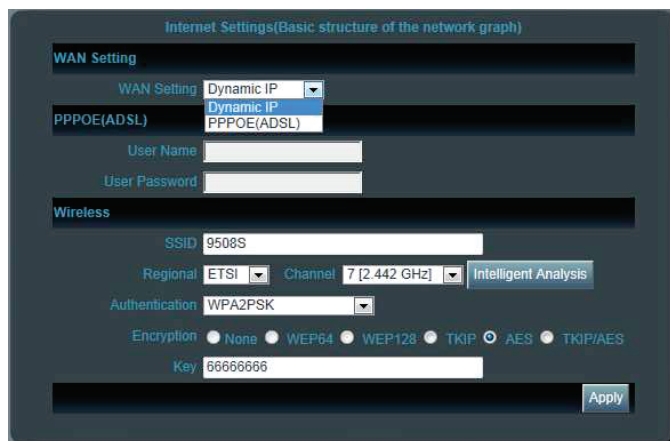 Internet Settings(Basic structure of the network graph)
WAN Setting
WAN Setting Dynamic IP
Dynamic IP
PPPOE(ADSL)
PPPOE(ADSL)
User Name
User Password
Wireless
SSID 9508S
Regional ETSI Channel 7 [2.442 GHz] Intelligent Analysis
Authentication WPA2PSK
Encryption None WEP64 WEP128 TKIP AES TKIP/AES
Key 66666666
Apply